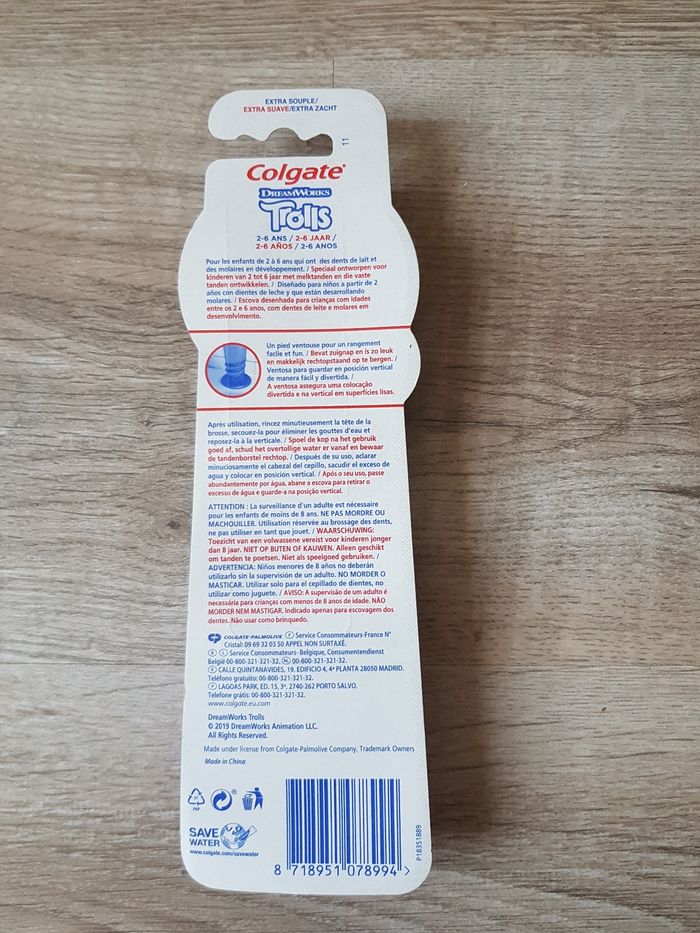 EXTRA SOUPLE/
EXTRA SUAVE/EXTRA ZACHT
11
Colgate®
DREAMWORKS
Trolls
2-6 ANS / 2-6 JAAR /
2-6 AÑOS / 2-6 ANOS
Pour les enfants de 2 à 6 ans qui ont des dents de lait et
des molaires en développement. / Speciaal ontworpen voor
kinderen van 2 tot 6 jaar met melktanden en die vaste
tanden ontwikkelen. / Diseñado para niños a partir de 2
años con dientes de leche y que están desarrollando
molares. / Escova desenhada para crianças com idades
entre os 2 e 6 anos, com dentes de leite e molares em
desenvolvimento.
Un pied ventouse pour un rangement
facile et fun. / Bevat zuignap en is zo leuk
en makkelijk rechtopstaand op te bergen. /
Ventosa para guardar en posición vertical
de manera fácil y divertida. /
A ventosa assegura uma colocação
divertida e na vertical em superfícies lisas.
Après utilisation, rincez minutieusement la tête de la
brosse, secouez-la pour éliminer les gouttes d'eau et
reposez-la à la verticale. / Spoel de kop na het gebruik
goed af, schud het overtollige water er vanaf en bewaar
de tandenborstel rechtop. / Después de su uso, aclarar
minuciosamente el cabezal del cepillo, sacudir el exceso de
agua y colocar en posición vertical. / Após o seu uso, passe
abundantemente por água, abane a escova para retirar o
excesso de água e guarde-a na posição vertical.
ATTENTION : La surveillance d'un adulte est nécessaire
pour les enfants de moins de 8 ans. NE PAS MORDRE OU
MACHOUILLER. Utilisation réservée au brossage des dents,
ne pas utiliser en tant que jouet. / WAARSCHUWING:
Toezicht van een volwassene vereist voor kinderen jonger
dan 8 jaar. NIET OP BIJTEN OF KAUWEN. Alleen geschikt
om tanden te poetsen. Niet als speelgoed gebruiken. /
ADVERTENCIA: Niños menores de 8 años no deberán
utilizarlo sin la supervisión de un adulto. NO MORDER O
MASTICAR. Utilizar solo para el cepillado de dientes, no
utilizar como juguete. / AVISO: A supervisão de um adulto é
necessária para crianças com menos de 8 anos de idade. NÃO
MORDER NEM MASTIGAR. Indicado apenas para escovagem dos
dentes. Não usar como brinquedo.
COLGATE-PALMOLIVE F Service Consommateurs-France N°
Cristal: 09 69 32 03 50 APPEL NON SURTAXÉ.
B L Service Consommateurs- Belgique, Consumentendienst
België 00-800-321-321-32. NL 00-800-321-321-32.
E CALLE QUINTANAVIDES, 19. EDIFICIO 4, 4ª PLANTA 28050 MADRID.
Teléfono gratuito: 00-800-321-321-32.
P LAGOAS PARK, ED. 15, 3º, 2740-262 PORTO SALVO.
Telefone grátis: 00-800-321-321-32.
www.colgate.eu.com
DreamWorks Trolls
© 2019 DreamWorks Animation LLC.
All Rights Reserved.
Made under license from Colgate-Palmolive Company, Trademark Owners
Made in China
21
PAP
®
SAVE
WATER
www.colgate.com/savewater
8 718951 078994 >
P18351889